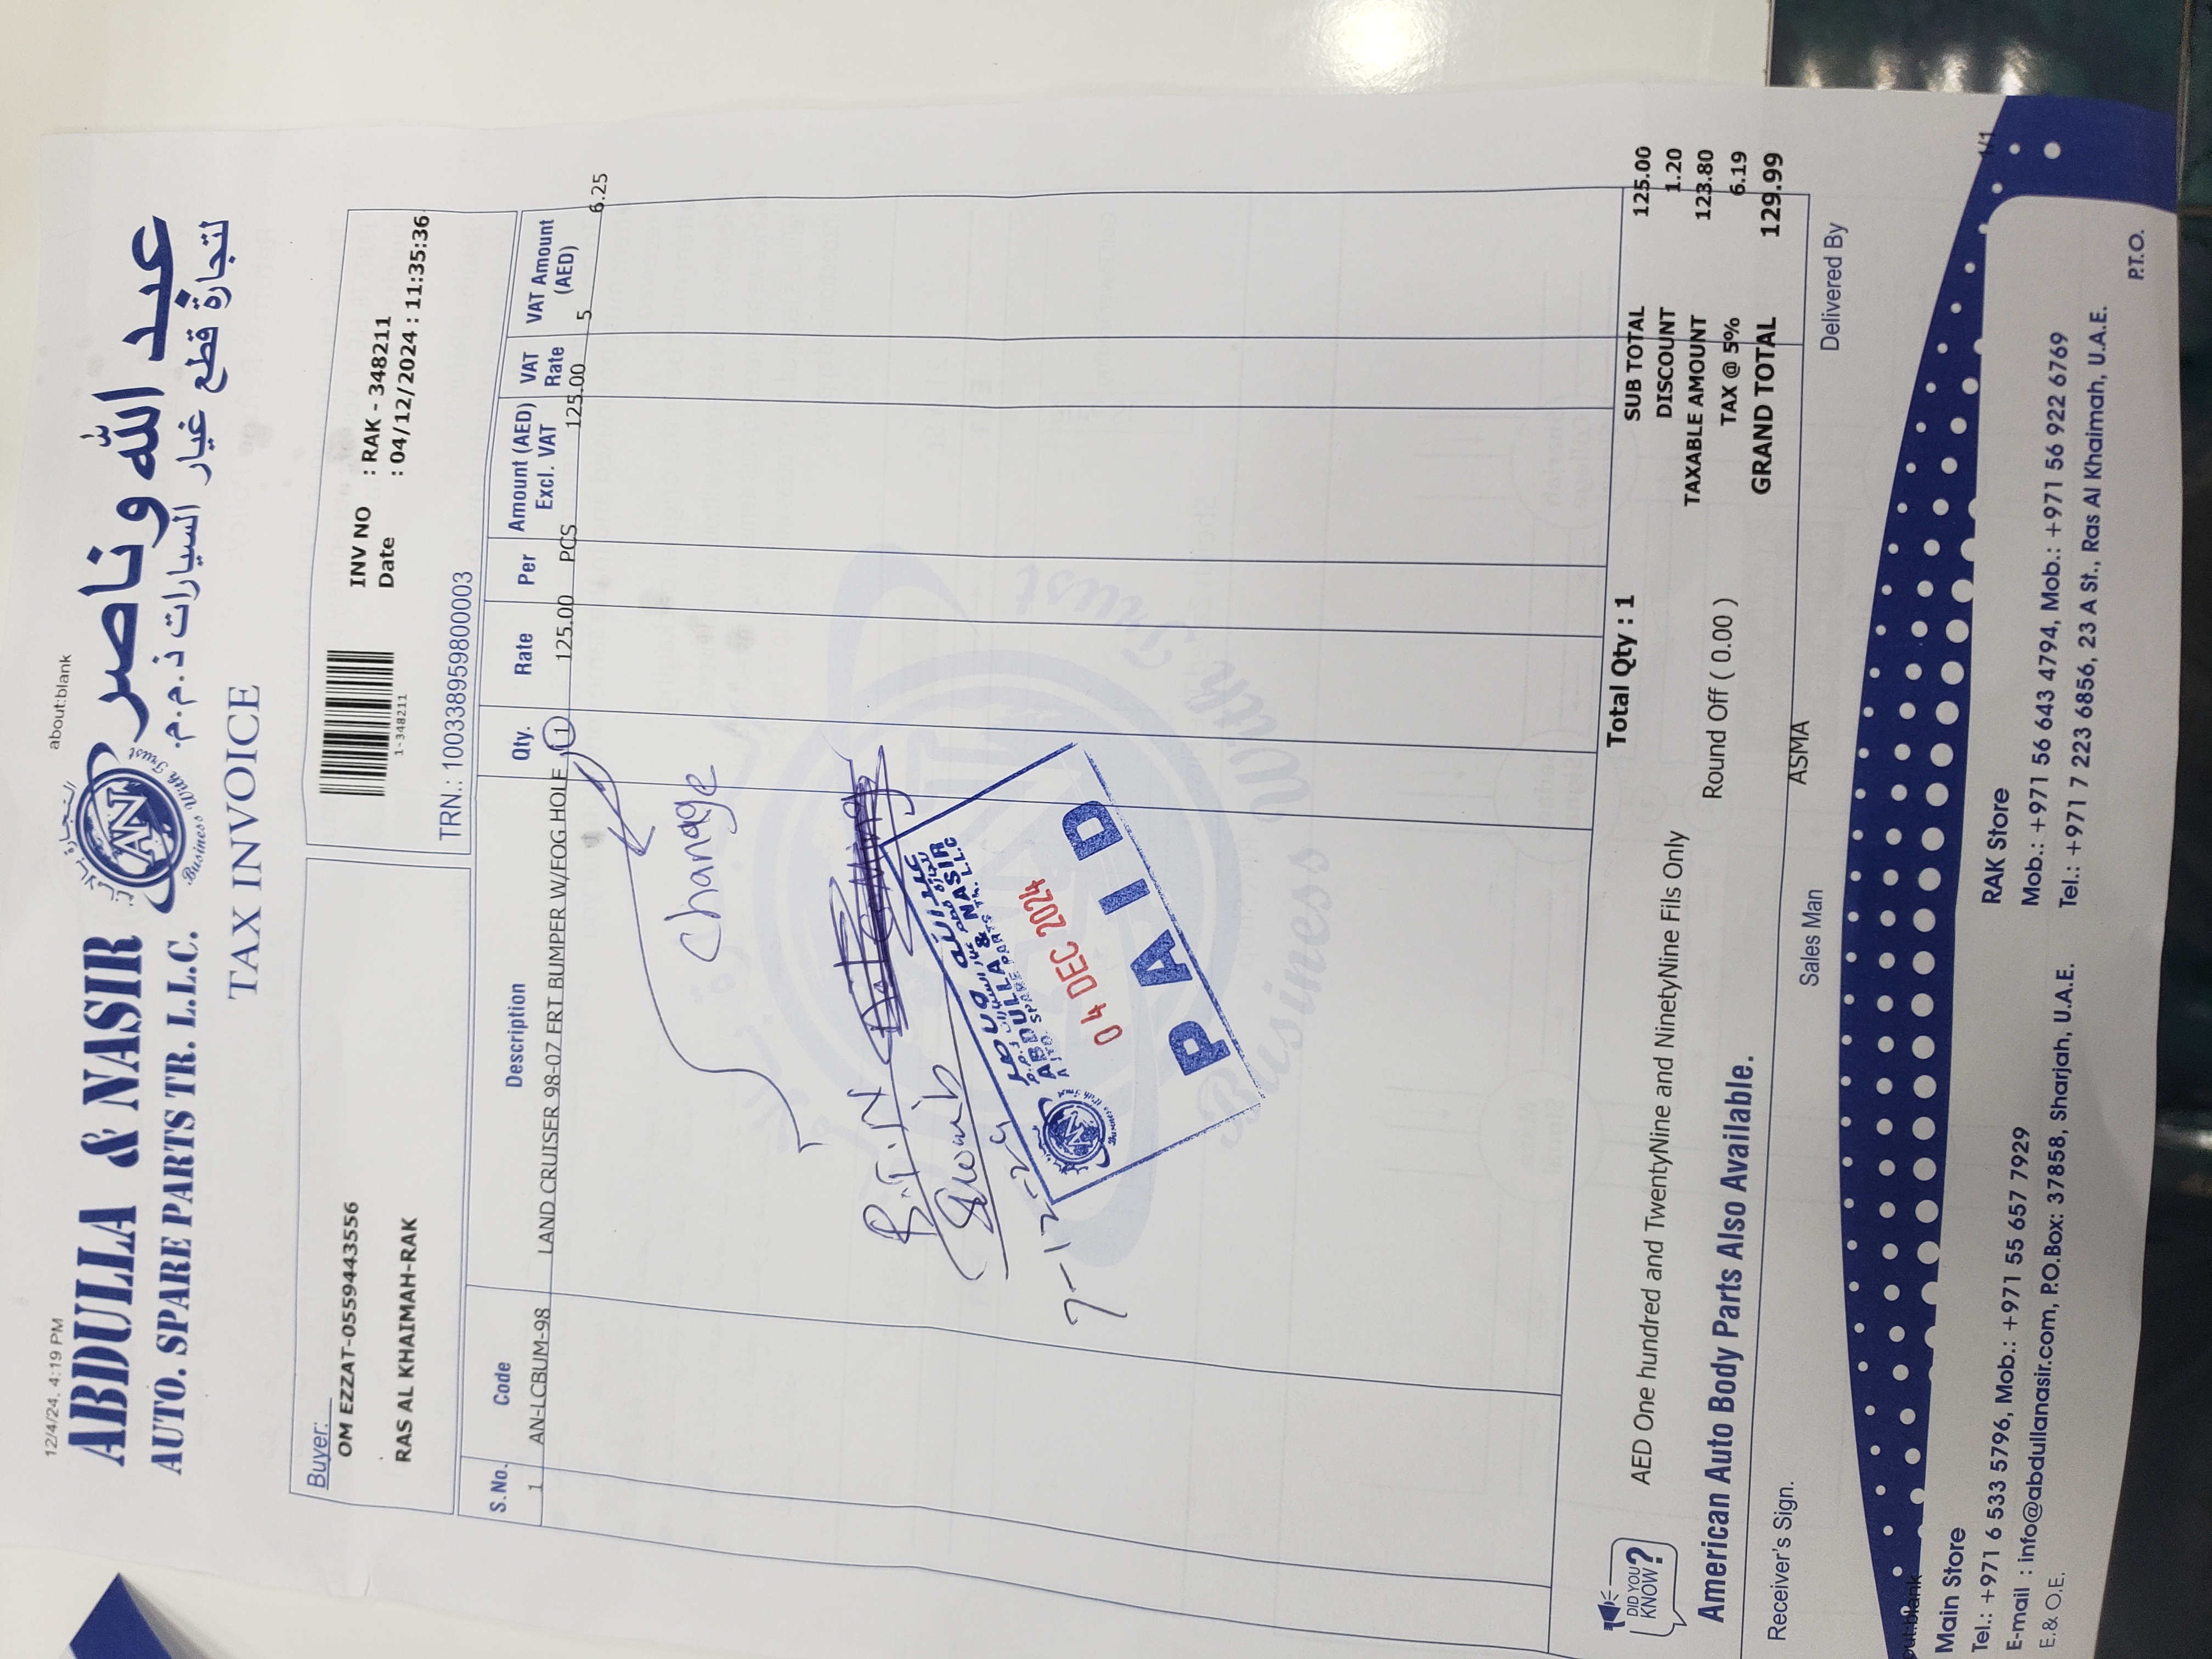 12/4/24, 4:19 PM
about:blank
ABDULLA & NASIR
AUTO. SPARE PARTS TR. L.L.C.
AN
Business With Trust
عبد الله وناصر
لتجارة قطع غيار السيارات ذ.م.م.
TAX INVOICE
Buyer:
OM EZZAT-0559443556
RAS AL KHAIMAH-RAK
1-348211
INV NO : RAK - 348211
Date : 04/12/2024 : 11:35:36
TRN.: 100338959800003
S.No. Code Description Qty. Rate Per Amount (AED) Excl. VAT VAT Rate VAT Amount (AED)
1 AN-LCBUM-98 LAND CRUISER 98-07 FRT BUMPER W/FOG HOLE 1 125.00 PCS 125.00 5 6.25
change
R.T.N
7-12-24
ABDULLA & NASIR
AUTO SPARE PARTS TR. L.L.C
04 DEC 2024
PAID
Business With Trust
Total Qty : 1
SUB TOTAL 125.00
DISCOUNT 1.20
TAXABLE AMOUNT 123.80
TAX @ 5% 6.19
GRAND TOTAL 129.99
AED One hundred and TwentyNine and NinetyNine Fils Only
Round Off ( 0.00 )
DID YOU KNOW?
American Auto Body Parts Also Available.
Receiver's Sign.
Sales Man
ASMA
Delivered By
1/1
Main Store
Tel.: +971 6 533 5796, Mob.: +971 55 657 7929
E-mail : info@abdullanasir.com, P.O.Box: 37858, Sharjah, U.A.E.
E.& O.E.
RAK Store
Mob.: +971 56 643 4794, Mob.: +971 56 922 6769
Tel.: +971 7 223 6856, 23 A St., Ras Al Khaimah, U.A.E.
P.T.O.